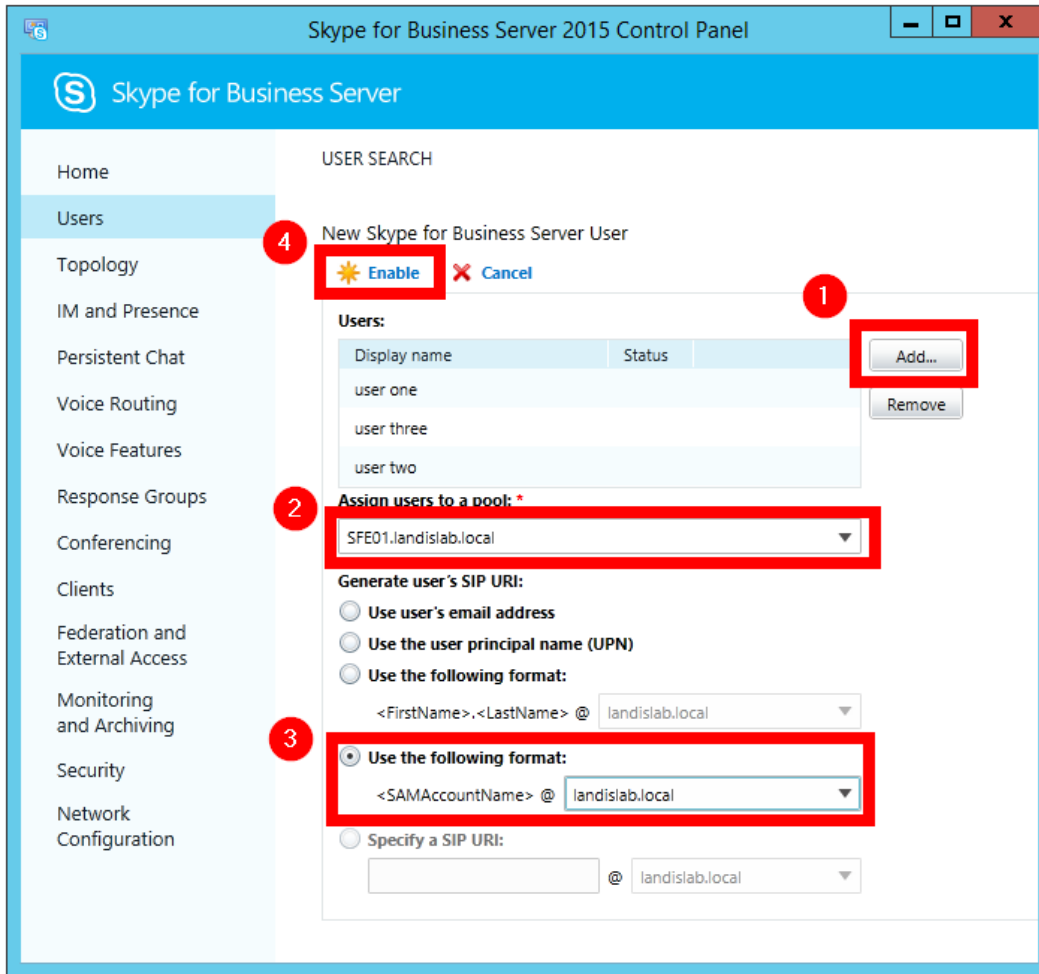 Skype for Business Server 2015 Control Panel
Skype for Business Server
Home
Users
Topology
IM and Presence
Persistent Chat
Voice Routing
Voice Features
Response Groups
Conferencing
Clients
Federation and
External Access
Monitoring
and Archiving
Security
Network
Configuration
USER SEARCH
New Skype for Business Server User
4
Enable Cancel
1
Users:
Display name Status
Add...
user one
Remove
user three
user two
Assign users to a pool: *
2
SFE01.landislab.local
Generate user's SIP URI:
Use user's email address
Use the user principal name (UPN)
Use the following format:
<FirstName>.<LastName> @ landislab.local
3
Use the following format:
<SAMAccountName> @ landislab.local
Specify a SIP URI:
@ landislab.local